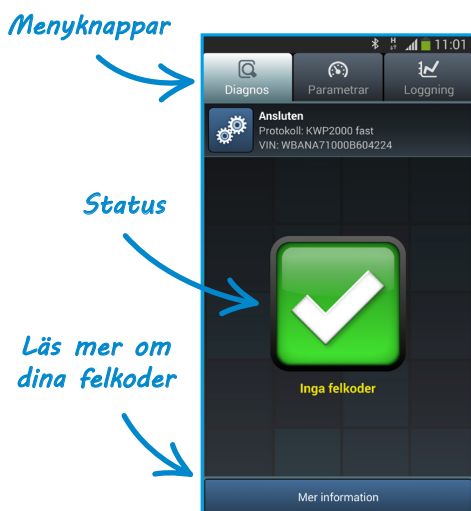 Menyknappar
H 11:01
Diagnos Parametrar Loggning
Ansluten
Protokoll: KWP2000 fast
VIN: WBANA71000B604224
Status
Läs mer om
dina felkoder
Inga felkoder
Mer information